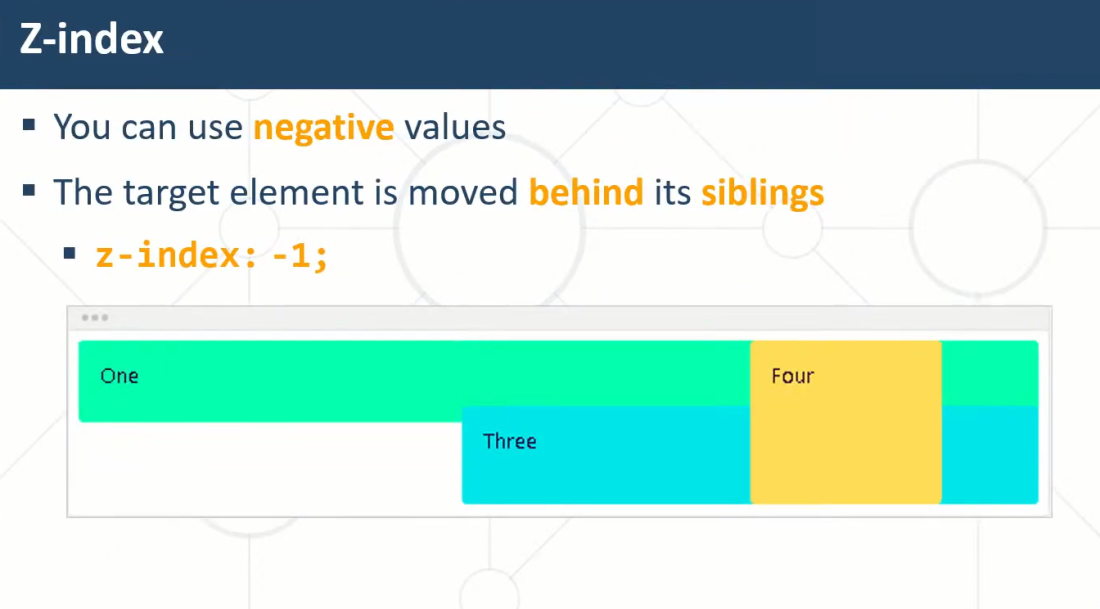 Z-index
▪ You can use negative values
▪ The target element is moved behind its siblings
▪ z-index: -1;
One
Four
Three